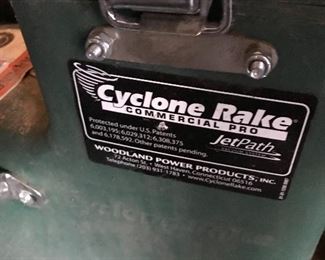 Cyclone Rake®
COMMERCIAL PRO
Protected under U.S. Patents
6,003,195; 6,029,312; 6,308,375
and 6,178,592. Other patents pending.
JetPath
WOODLAND POWER PRODUCTS, INC.
72 Acton St. • West Haven, Connecticut 06516
Telephone (203) 931-1783 • www.CycloneRake.com